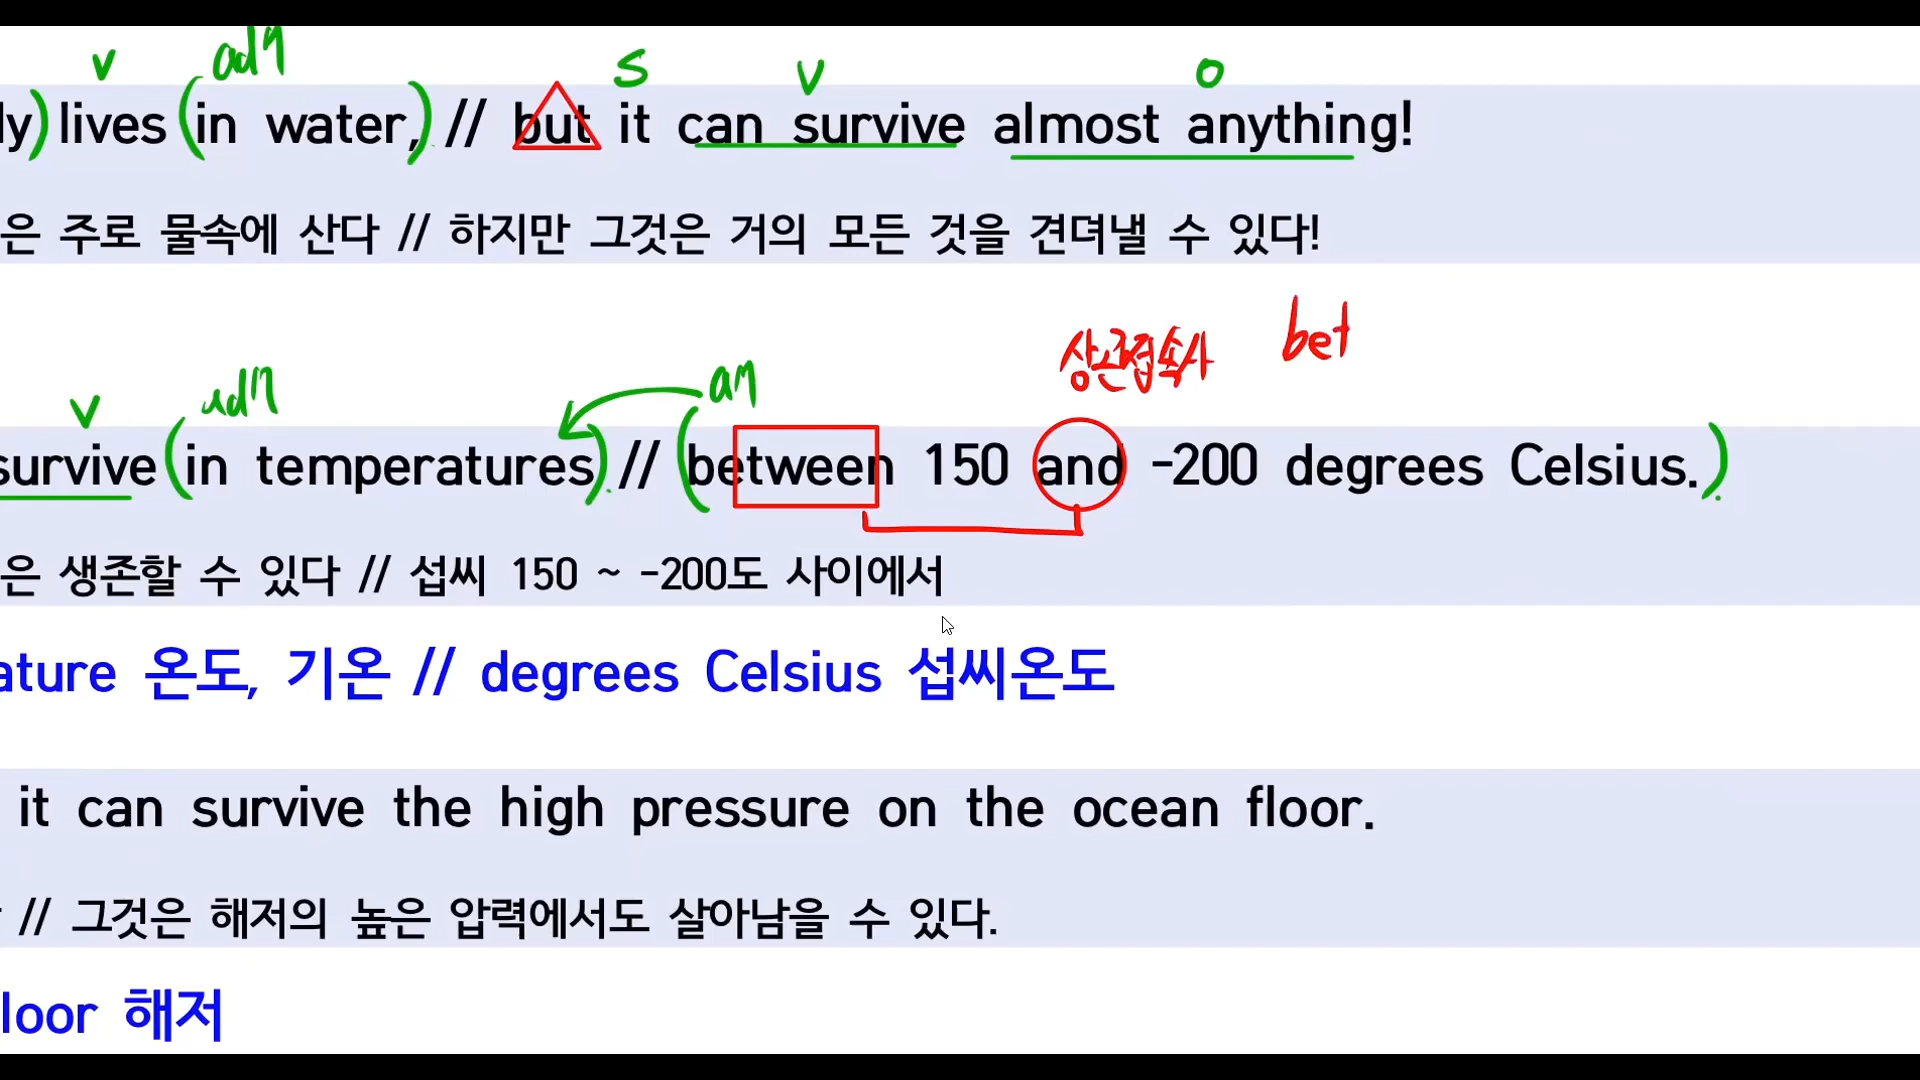 v adv s v o
ly) lives (in water,) // but it can survive almost anything!
은 주로 물속에 산다 // 하지만 그것은 거의 모든 것을 견뎌낼 수 있다!
상관접속사 bet
v
survive (in temperatures) // (between 150 and -200 degrees Celsius.)
은 생존할 수 있다 // 섭씨 150 ~ -200도 사이에서
ature 온도, 기온 // degrees Celsius 섭씨온도
it can survive the high pressure on the ocean floor.
// 그것은 해저의 높은 압력에서도 살아남을 수 있다.
loor 해저